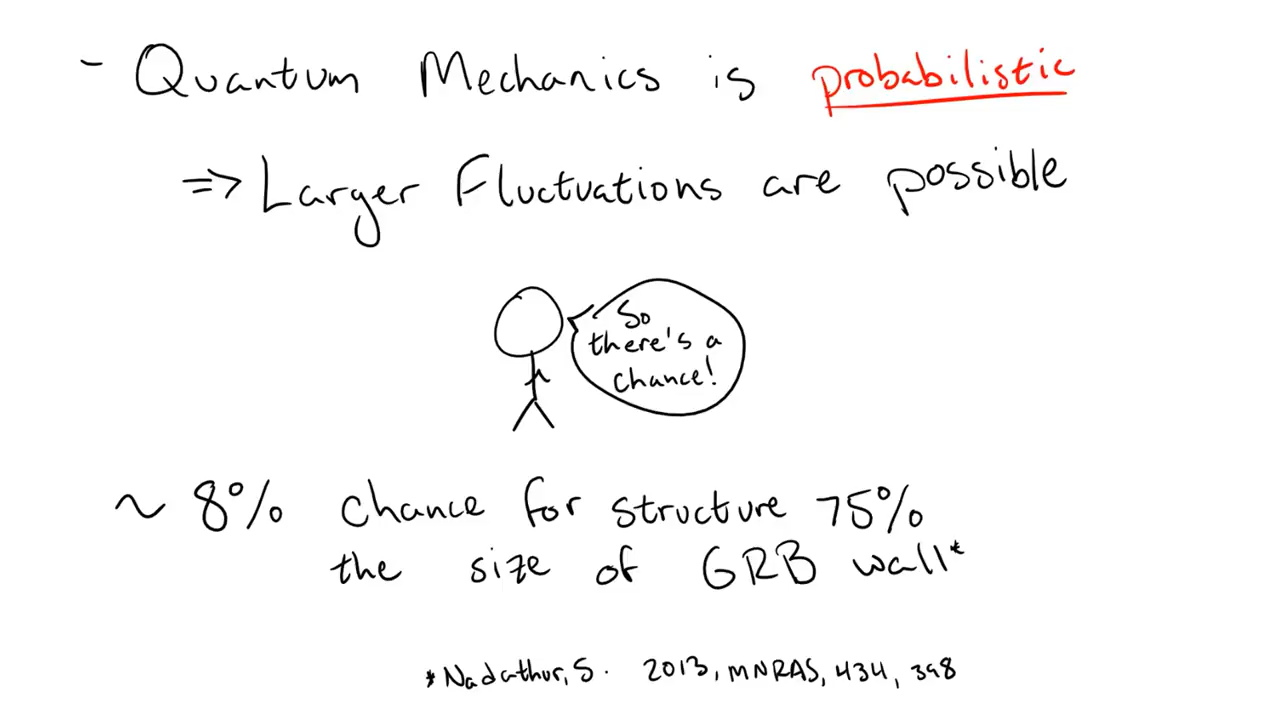 - Quantum Mechanics is probabilistic
=> Larger Fluctuations are possible
So
there's a
chance!
~ 8% chance for structure 75%
the size of GRB wall*
*Nadathur, S. 2013, MNRAS, 434, 398